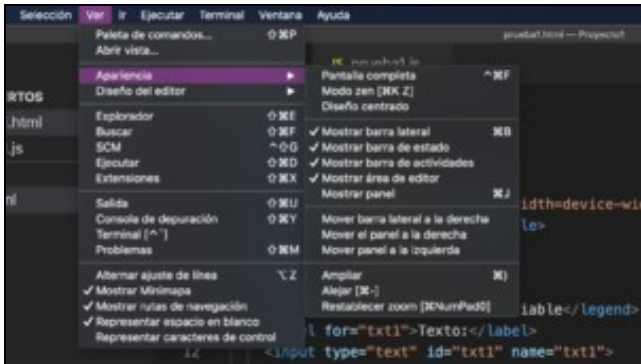 Selección Ver Ir Ejecutar Terminal Ventana Ayuda
prueba1.html — Proyecto1
Paleta de comandos... ⇧⌘P
Abrir vista...
Apariencia
Diseño del editor
Explorador ⇧⌘E
Buscar ⇧⌘F
SCM ^⇧G
Ejecutar ⇧⌘D
Extensiones ⇧⌘X
Salida ⇧⌘U
Consola de depuración ⇧⌘Y
Terminal [^`]
Problemas ⇧⌘M
Alternar ajuste de línea ⌥Z
✓ Mostrar Minimapa
✓ Mostrar rutas de navegación
✓ Representar espacio en blanco
Representar caracteres de control
prueba1.js
Pantalla completa ^⌘F
Modo zen [⌘K Z]
Diseño centrado
✓ Mostrar barra lateral ⌘B
✓ Mostrar barra de estado
✓ Mostrar barra de actividades
✓ Mostrar área de editor
Mostrar panel ⌘J
Mover barra lateral a la derecha
Mover el panel a la derecha
Mover panel a la izquierda
Ampliar ⌘)
Alejar [⌘-]
Restablecer zoom [⌘NumPad0]
RTOS
.html
.js
ml
idth=device-wi
le>
iable</legend>
l for="txt1">Texto:</label>
12 <input type="text" id="txt1" name="txt1">